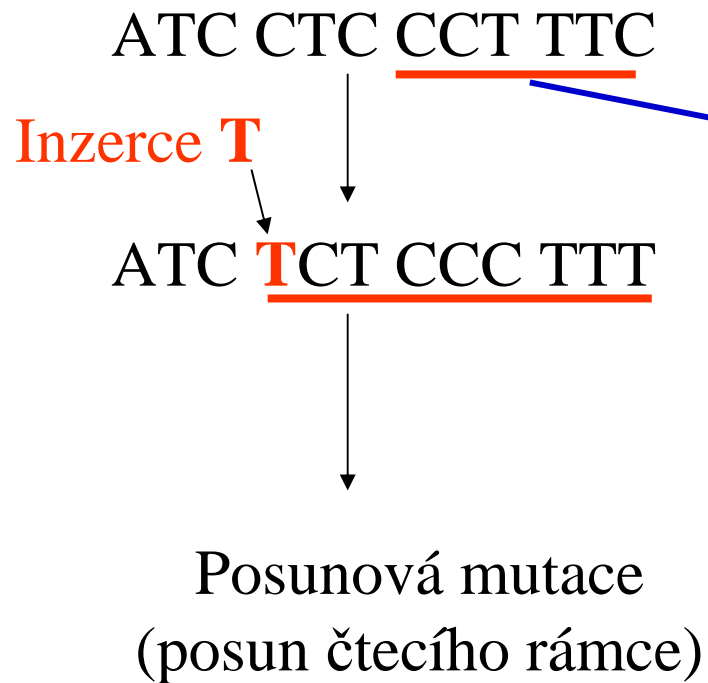 ATC CTC CCT TTC
Inzerce T
ATC TCT CCC TTT
Posunová mutace
(posun čtecího rámce)